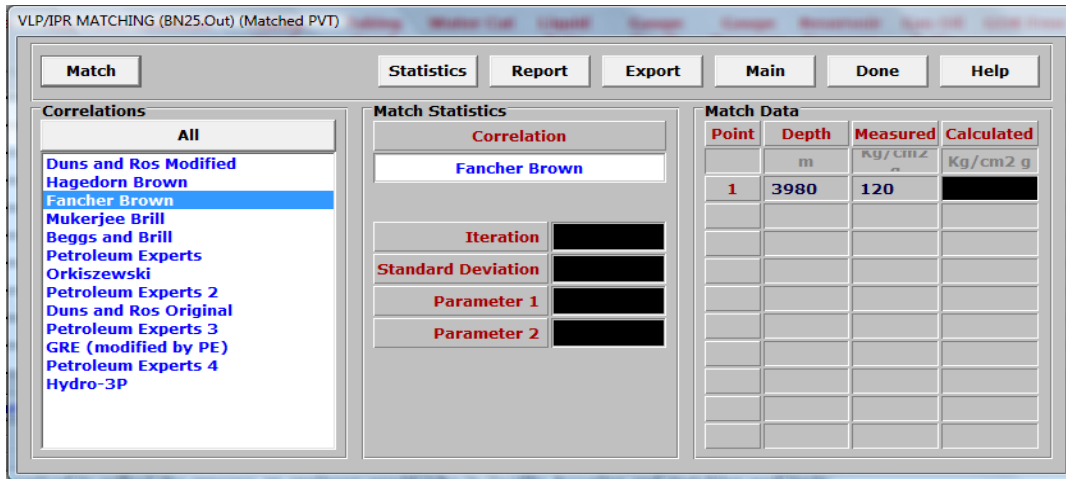 VLP/IPR MATCHING (BN25.Out) (Matched PVT)
Match Statistics Report Export Main Done Help
Correlations
All
Duns and Ros Modified
Hagedorn Brown
Fancher Brown
Mukerjee Brill
Beggs and Brill
Petroleum Experts
Orkiszewski
Petroleum Experts 2
Duns and Ros Original
Petroleum Experts 3
GRE (modified by PE)
Petroleum Experts 4
Hydro-3P
Match Statistics
Correlation
Fancher Brown
Iteration
Standard Deviation
Parameter 1
Parameter 2
Match Data
Point Depth Measured Calculated
m Kg/cm2 g Kg/cm2 g
1 3980 120